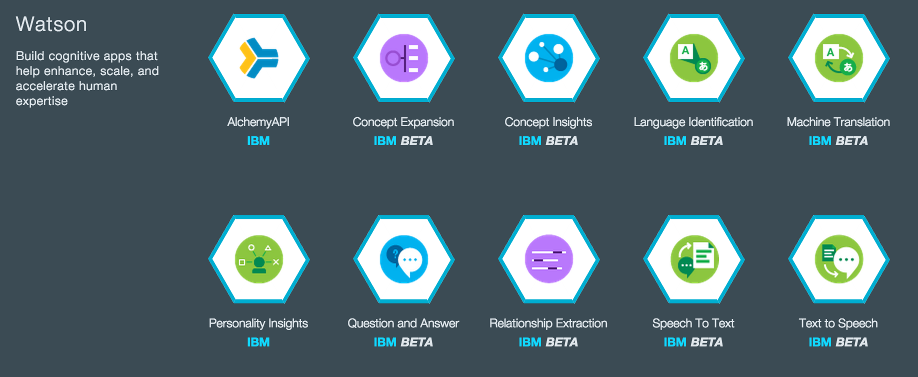 Watson
Build cognitive apps that
help enhance, scale, and
accelerate human
expertise
AlchemyAPI
IBM
Concept Expansion
IBM BETA
Concept Insights
IBM BETA
A
あ
Language Identification
IBM BETA
A
あ
Machine Translation
IBM BETA
Personality Insights
IBM
?
Question and Answer
IBM BETA
Relationship Extraction
IBM BETA
Speech To Text
IBM BETA
Text to Speech
IBM BETA